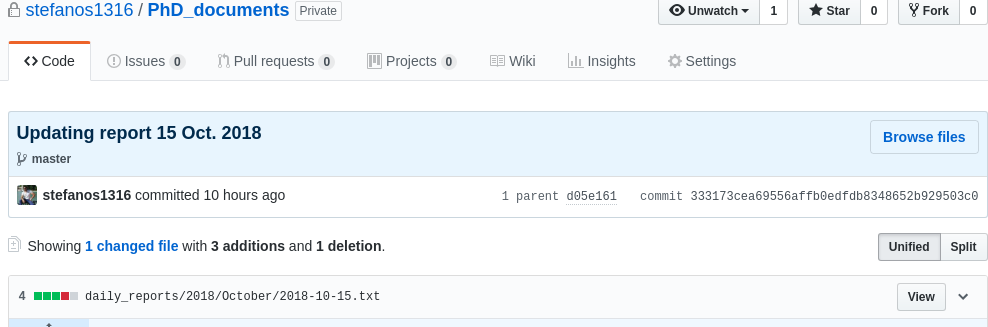 stefanos1316 / PhD_documents Private Unwatch 1 Star 0 Fork 0
Code Issues 0 Pull requests 0 Projects 0 Wiki Insights Settings
Updating report 15 Oct. 2018 Browse files
master
stefanos1316 committed 10 hours ago 1 parent d05e161 commit 333173cea69556affb0edfdb8348652b929503c0
Showing 1 changed file with 3 additions and 1 deletion. Unified Split
4 daily_reports/2018/October/2018-10-15.txt View